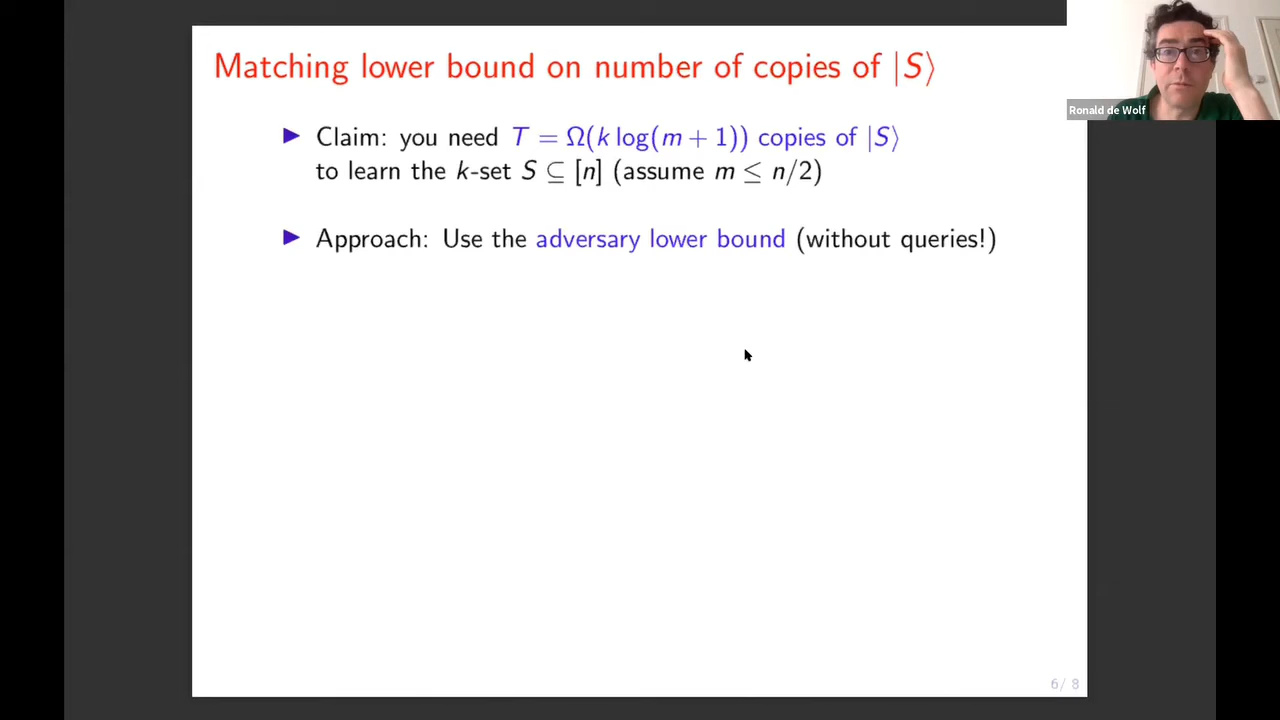 Matching lower bound on number of copies of |S⟩
Ronald de Wolf
▶ Claim: you need T = Ω(k log(m + 1)) copies of |S⟩
to learn the k-set S ⊆ [n] (assume m ≤ n/2)
▶ Approach: Use the adversary lower bound (without queries!)
6/ 8